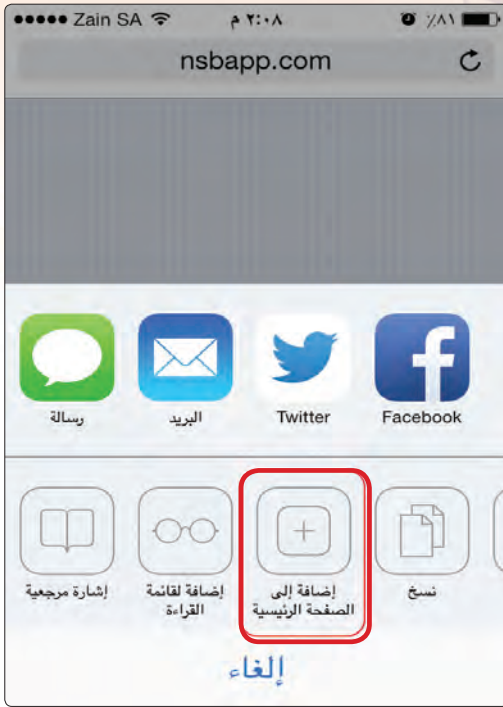 Zain SA ٢:٠٨ م ٪٨١
nsbapp.com
رسالة البريد Twitter Facebook
إشارة مرجعية إضافة لقائمة القراءة إضافة إلى الصفحة الرئيسية نسخ
إلغاء